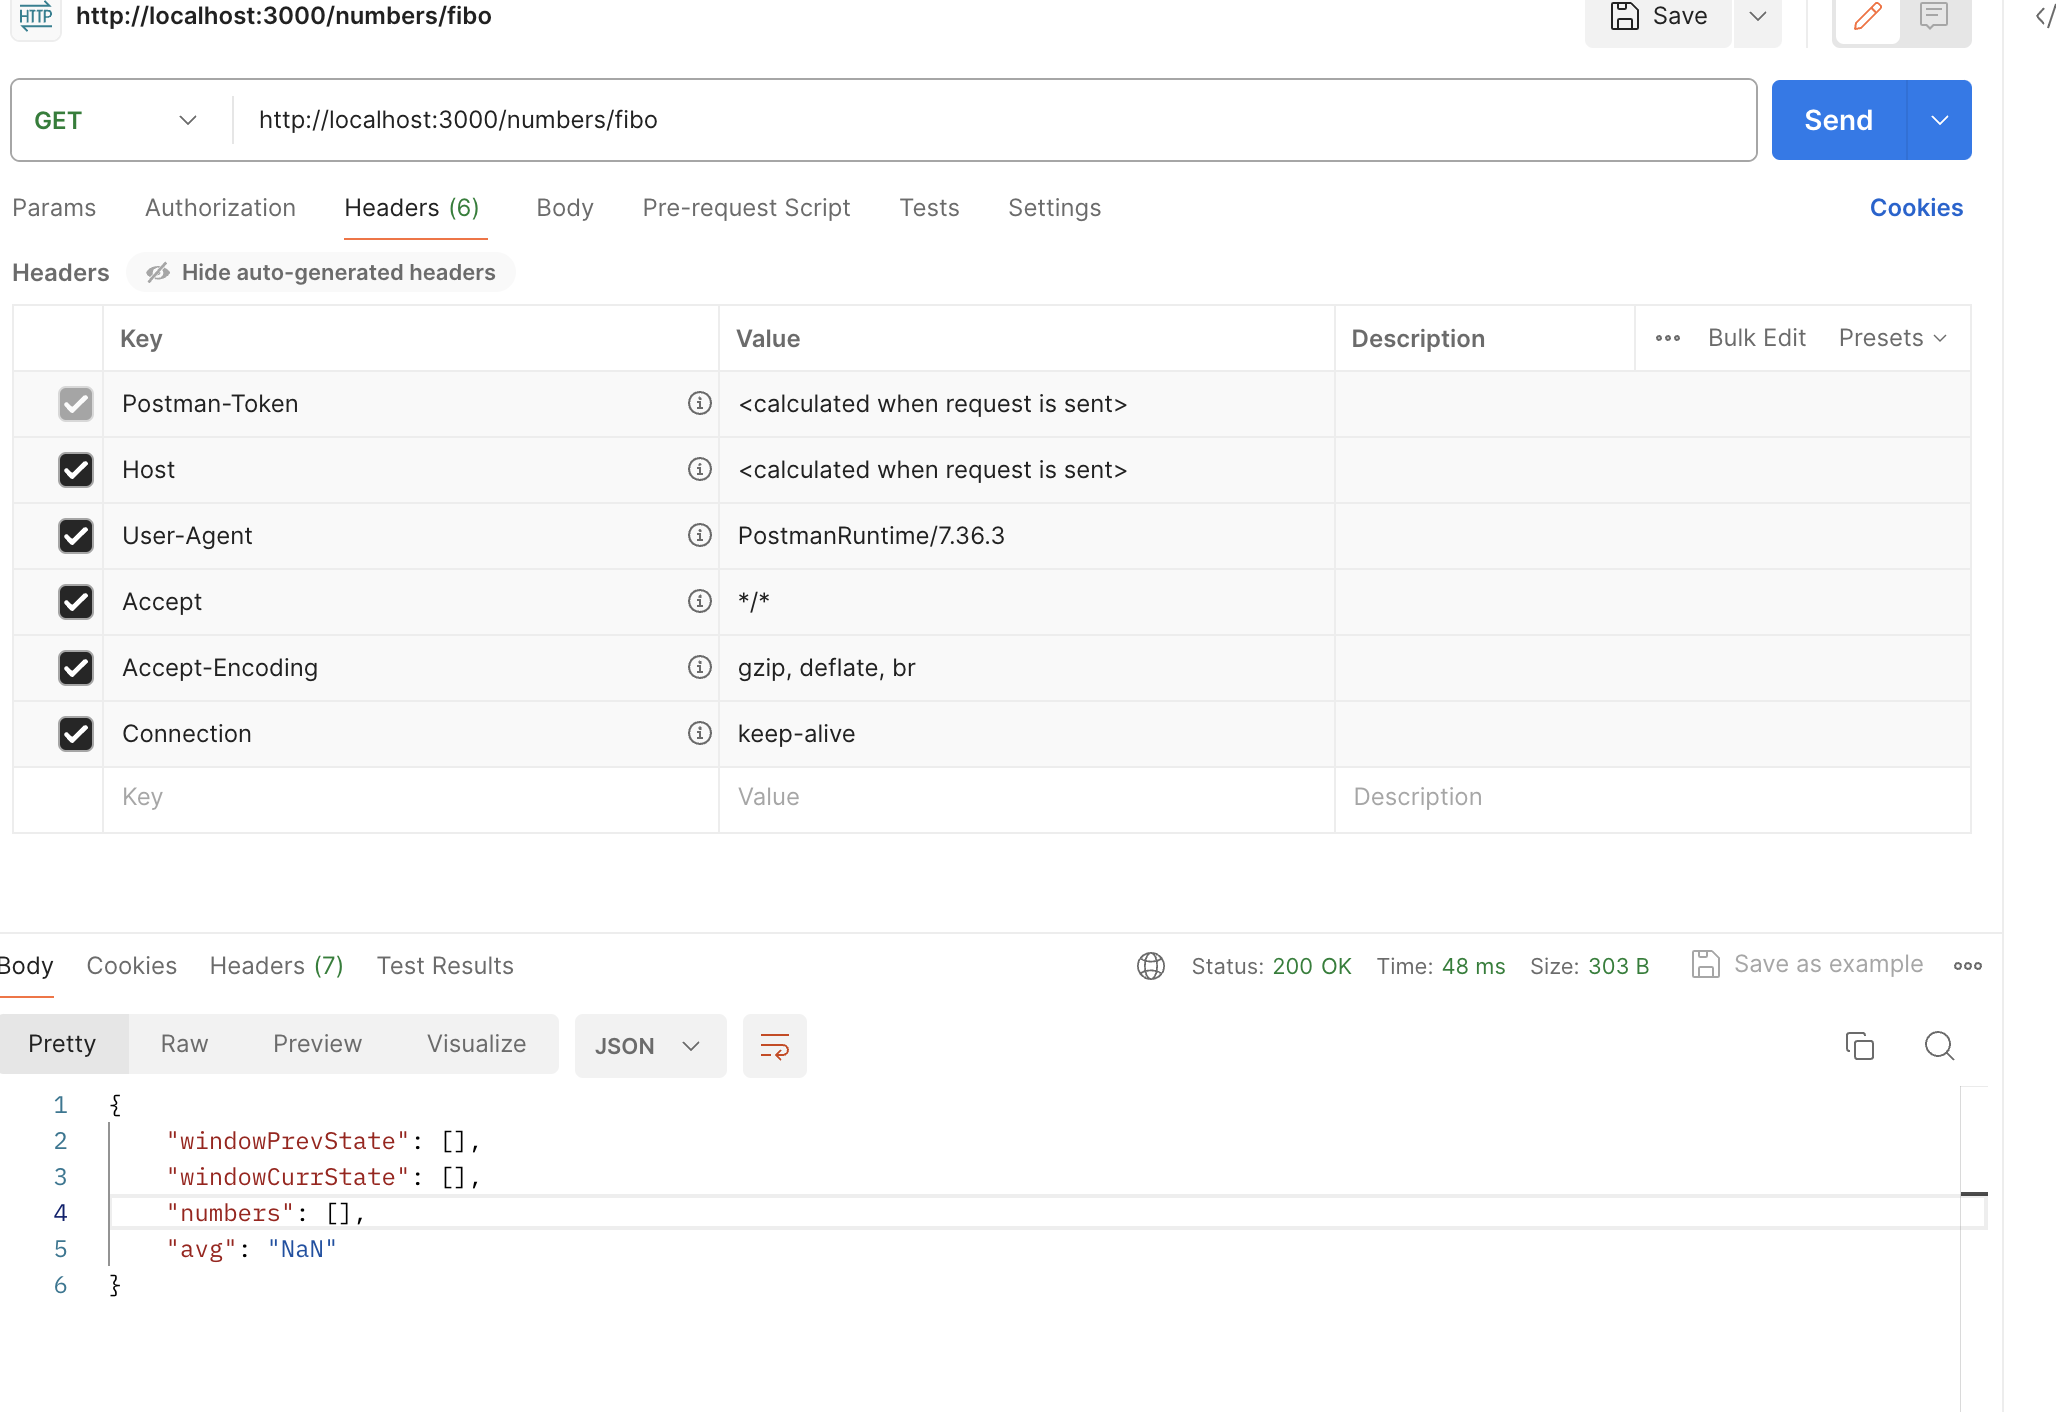 HTTP http://localhost:3000/numbers/fibo Save </
GET http://localhost:3000/numbers/fibo Send
Params Authorization Headers (6) Body Pre-request Script Tests Settings Cookies
Headers Hide auto-generated headers
Key Value Description Bulk Edit Presets
Postman-Token <calculated when request is sent>
Host <calculated when request is sent>
User-Agent PostmanRuntime/7.36.3
Accept */*
Accept-Encoding gzip, deflate, br
Connection keep-alive
Key Value Description
Body Cookies Headers (7) Test Results Status: 200 OK Time: 48 ms Size: 303 B Save as example
Pretty Raw Preview Visualize JSON
1 {
2 "windowPrevState": [],
3 "windowCurrState": [],
4 "numbers": [],
5 "avg": "NaN"
6 }